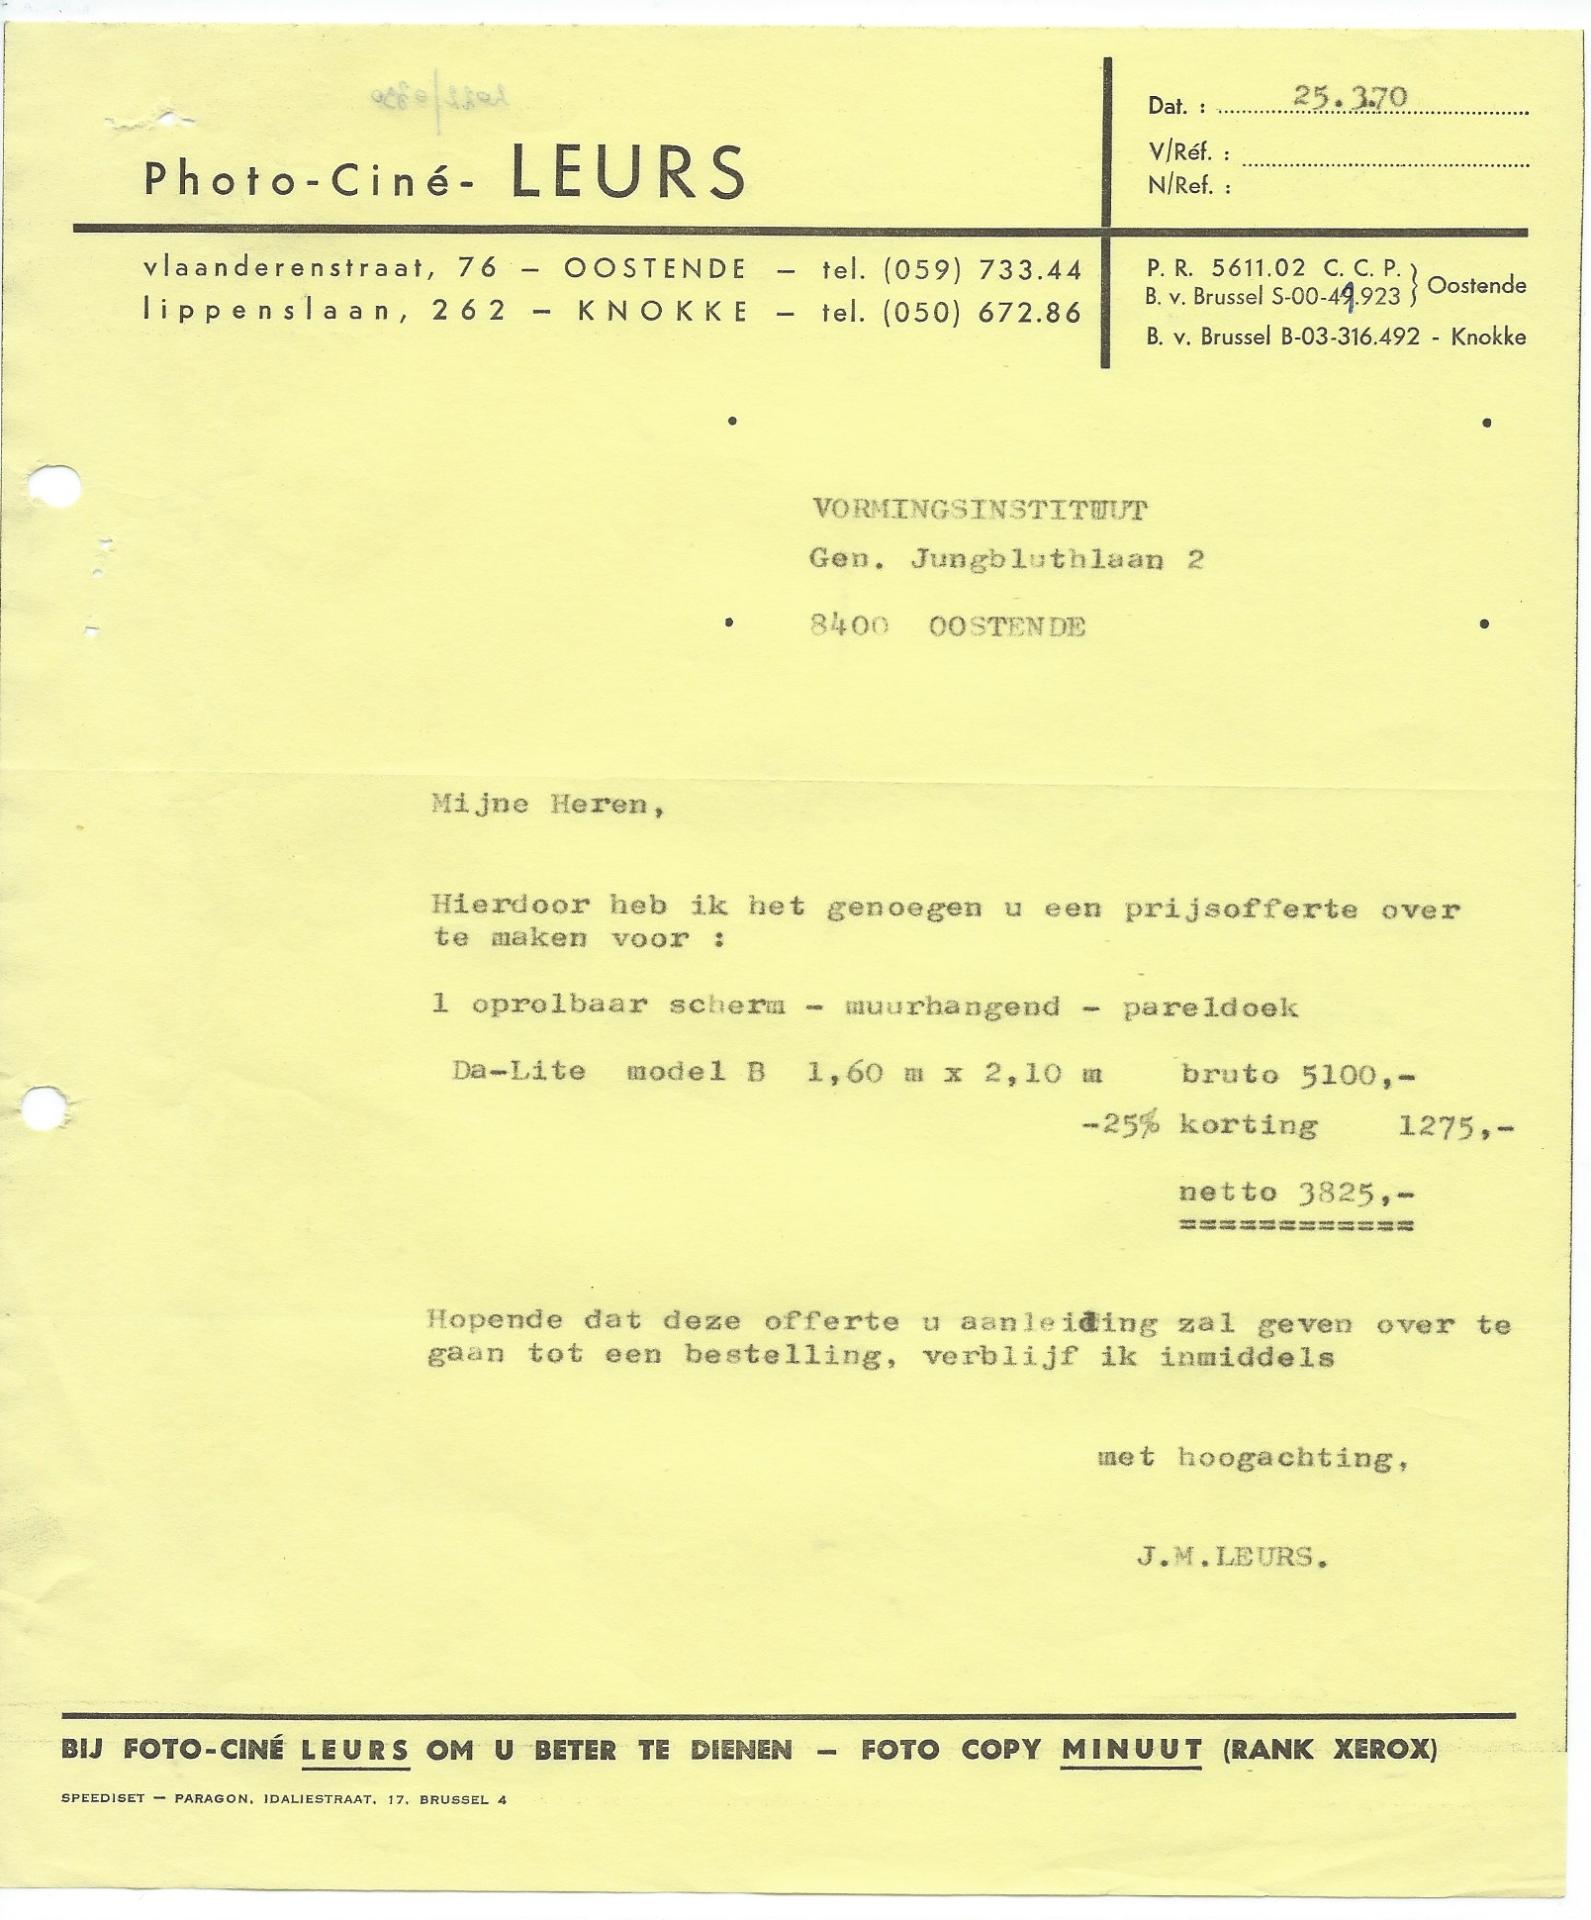 Photo-Ciné- LEURS
Dat. : 25.3.70
V/Réf. :
N/Ref. :
vlaanderenstraat, 76 – OOSTENDE – tel. (059) 733.44
lippenslaan, 262 – KNOKKE – tel. (050) 672.86
P. R. 5611.02 C. C. P.
B. v. Brussel S-00-49.923 } Oostende
B. v. Brussel B-03-316.492 - Knokke
VORMINGSINSTITUUT
Gen. Jungbluthlaan 2
8400 OOSTENDE
Mijne Heren,
Hierdoor heb ik het genoegen u een prijsofferte over
te maken voor :
1 oprolbaar scherm - muurhangend - pareldoek
Da-Lite model B 1,60 m x 2,10 m bruto 5100,-
-25% korting 1275,-
netto 3825,-
============
Hopende dat deze offerte u aanleiding zal geven over te
gaan tot een bestelling, verblijf ik inmiddels
met hoogachting,
J.M.LEURS.
BIJ FOTO-CINÉ LEURS OM U BETER TE DIENEN – FOTO COPY MINUUT (RANK XEROX)
SPEEDISET — PARAGON, IDALIESTRAAT, 17, BRUSSEL 4